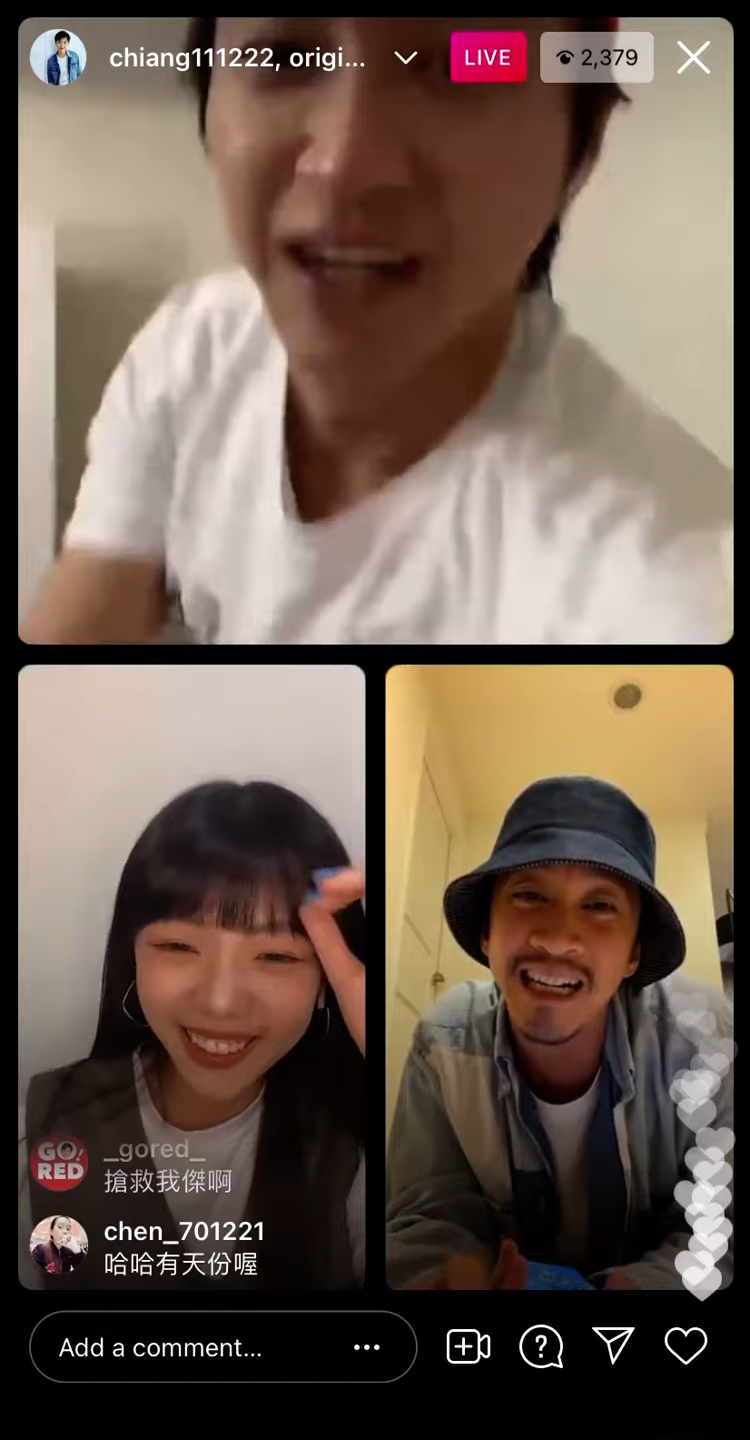 chiang111222, origi...
LIVE
2,379
GO!
RED
_gored_
搶救我傑啊
chen_701221
哈哈有天份喔
Add a comment...